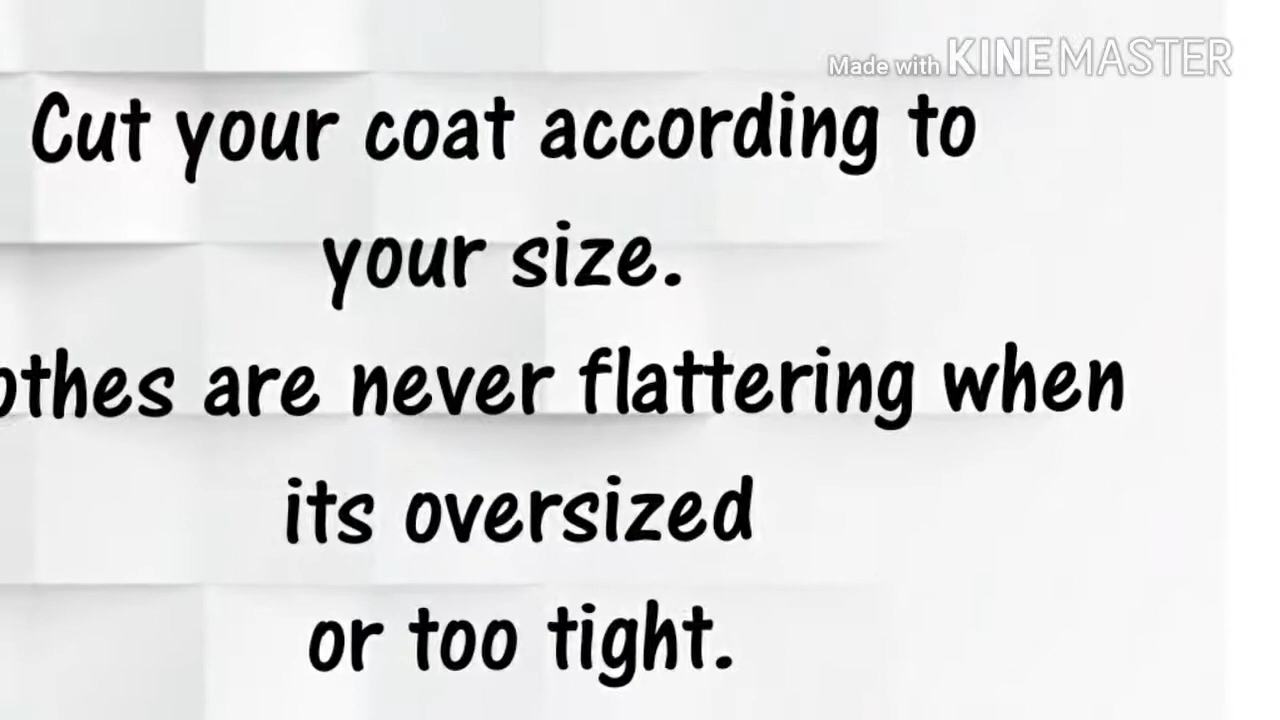 Made with KINEMASTER
Cut your coat according to
your size.
othes are never flattering when
its oversized
or too tight.